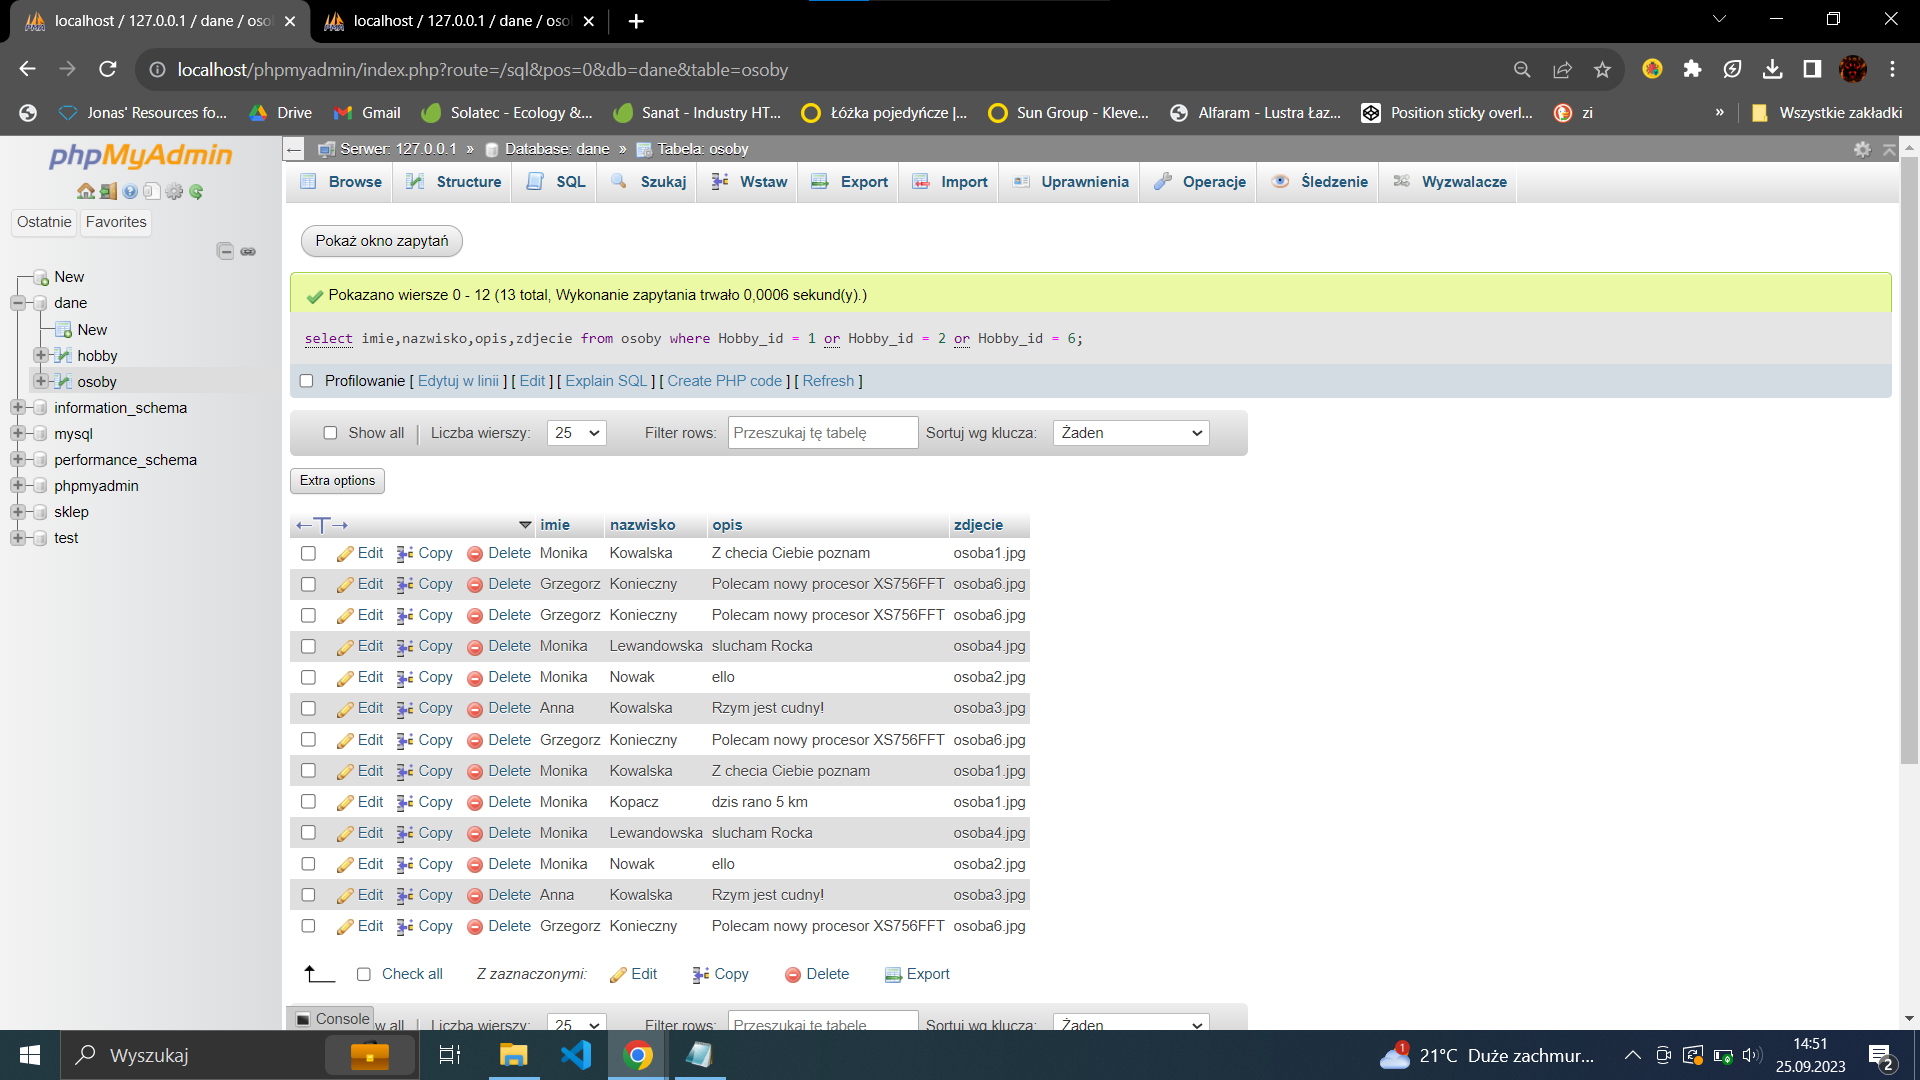 localhost / 127.0.0.1 / dane / oso
localhost / 127.0.0.1 / dane / oso
localhost/phpmyadmin/index.php?route=/sql&pos=0&db=dane&table=osoby
Jonas' Resources fo...
Drive
Gmail
Solatec - Ecology &...
Sanat - Industry HT...
Łóżka pojedyńcze |...
Sun Group - Kleve...
Alfaram - Lustra Łaz...
Position sticky overl...
zi
»
Wszystkie zakładki
phpMyAdmin
Ostatnie
Favorites
New
dane
New
hobby
osoby
information_schema
mysql
performance_schema
phpmyadmin
sklep
test
Serwer: 127.0.0.1 » Database: dane » Tabela: osoby
Browse
Structure
SQL
Szukaj
Wstaw
Export
Import
Uprawnienia
Operacje
Śledzenie
Wyzwalacze
Pokaż okno zapytań
Pokazano wiersze 0 - 12 (13 total, Wykonanie zapytania trwało 0,0006 sekund(y).)
select imie,nazwisko,opis,zdjecie from osoby where Hobby_id = 1 or Hobby_id = 2 or Hobby_id = 6;
Profilowanie [ Edytuj w linii ] [ Edit ] [ Explain SQL ] [ Create PHP code ] [ Refresh ]
Show all | Liczba wierszy: 25 Filter rows: Przeszukaj tę tabelę Sortuj wg klucza: Żaden
Extra options
imie nazwisko opis zdjecie
Edit Copy Delete Monika Kowalska Z checia Ciebie poznam osoba1.jpg
Edit Copy Delete Grzegorz Konieczny Polecam nowy procesor XS756FFT osoba6.jpg
Edit Copy Delete Grzegorz Konieczny Polecam nowy procesor XS756FFT osoba6.jpg
Edit Copy Delete Monika Lewandowska slucham Rocka osoba4.jpg
Edit Copy Delete Monika Nowak ello osoba2.jpg
Edit Copy Delete Anna Kowalska Rzym jest cudny! osoba3.jpg
Edit Copy Delete Grzegorz Konieczny Polecam nowy procesor XS756FFT osoba6.jpg
Edit Copy Delete Monika Kowalska Z checia Ciebie poznam osoba1.jpg
Edit Copy Delete Monika Kopacz dzis rano 5 km osoba1.jpg
Edit Copy Delete Monika Lewandowska slucham Rocka osoba4.jpg
Edit Copy Delete Monika Nowak ello osoba2.jpg
Edit Copy Delete Anna Kowalska Rzym jest cudny! osoba3.jpg
Edit Copy Delete Grzegorz Konieczny Polecam nowy procesor XS756FFT osoba6.jpg
Check all Z zaznaczonymi: Edit Copy Delete Export
Console
w all | Liczba wierszy: 25 Filter rows: Przeszukaj tę tabelę Sortuj wg klucza: Żaden
Wyszukaj
1
21°C Duże zachmur...
14:51
25.09.2023
2